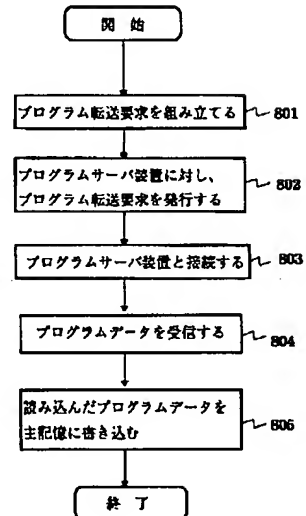 開始
プログラム転送要求を組み立てる
801
プログラムサーバ装置に対し、
プログラム転送要求を発行する
802
プログラムサーバ装置と接続する
803
プログラムデータを受信する
804
読み込んだプログラムデータを
主記憶に書き込む
806
終了